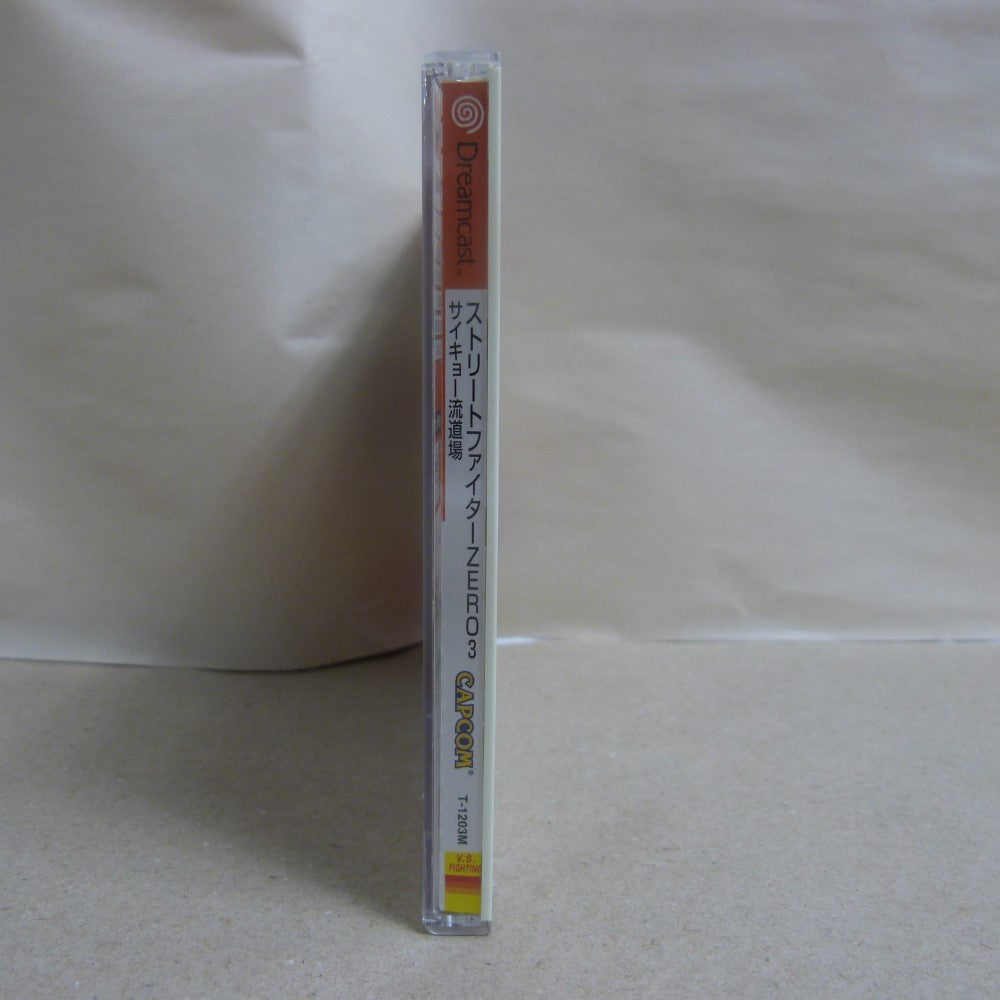 Dreamcast™
ストリートファイターZERO3
サイキョー流道場
CAPCOM®
T-1203M
V.S.
FIGHTING